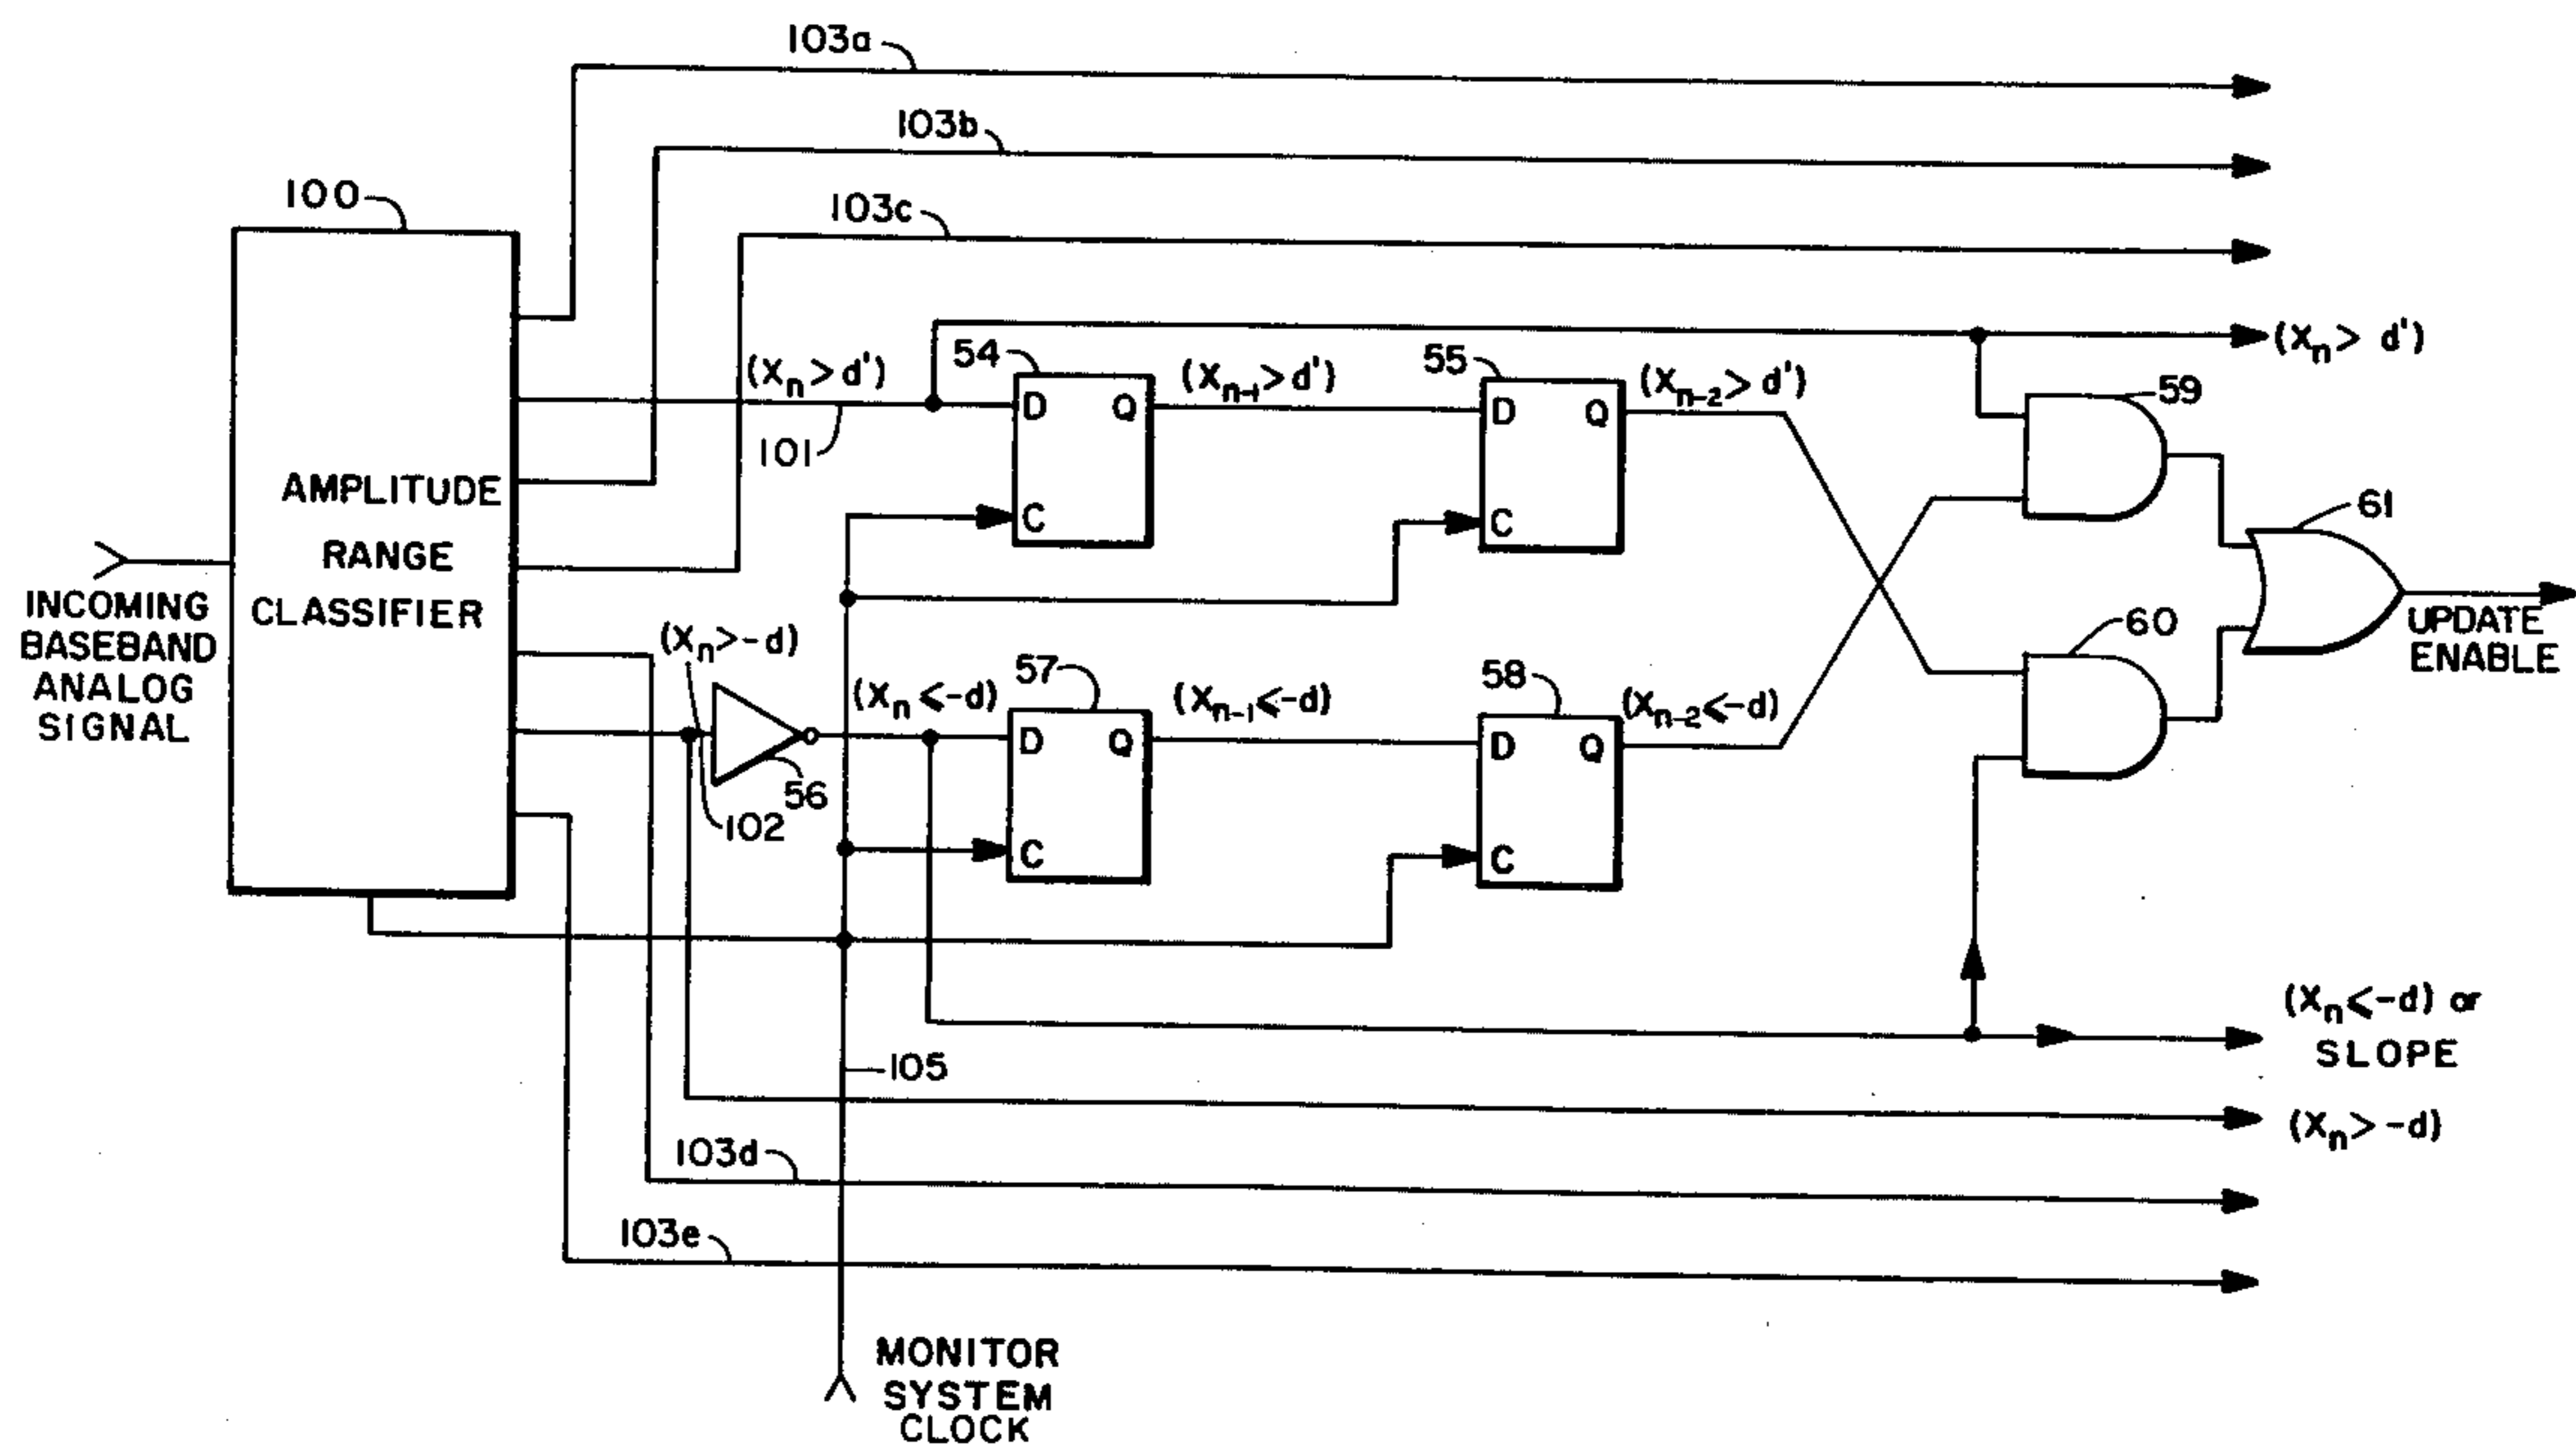 103a
103b
100
103c
(Xn > d')
54
(Xn-1 > d')
55
(Xn-2 > d')
(Xn > d')
59
D Q
D Q
101
C
C
61
AMPLITUDE
RANGE
CLASSIFIER
INCOMING
BASEBAND
ANALOG
SIGNAL
UPDATE
ENABLE
60
(Xn > -d)
(Xn ⩽ -d)
57
(Xn-1 ⩽ -d)
58
(Xn-2 ⩽ -d)
D Q
D Q
56
102
C
C
(Xn ⩽ -d) or
SLOPE
105
(Xn > -d)
103d
103e
MONITOR
SYSTEM
CLOCK